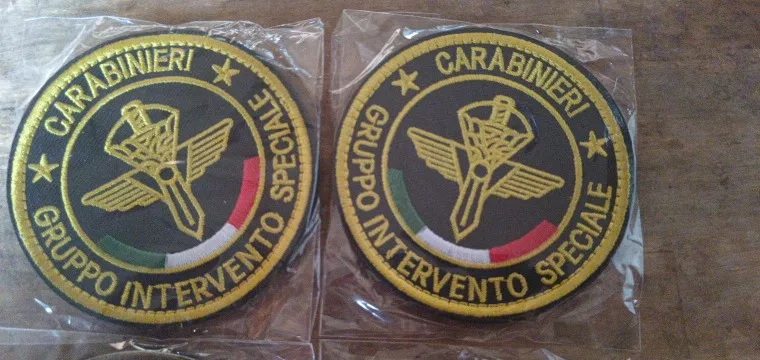 CARABINIERI
GRUPPO INTERVENTO SPECIALE
CARABINIERI
GRUPPO INTERVENTO SPECIALE